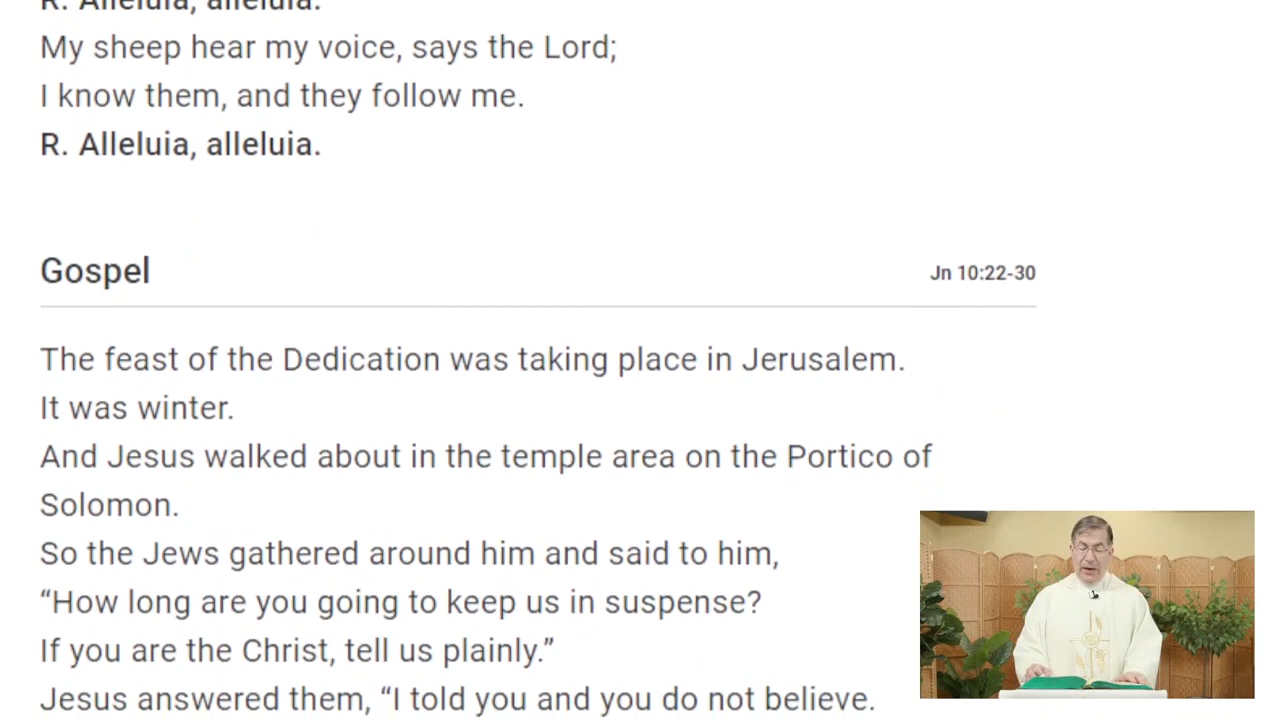 R. Alleluia, alleluia.
My sheep hear my voice, says the Lord;
I know them, and they follow me.
R. Alleluia, alleluia.
Gospel
Jn 10:22-30
The feast of the Dedication was taking place in Jerusalem.
It was winter.
And Jesus walked about in the temple area on the Portico of
Solomon.
So the Jews gathered around him and said to him,
“How long are you going to keep us in suspense?
If you are the Christ, tell us plainly.”
Jesus answered them, “I told you and you do not believe.